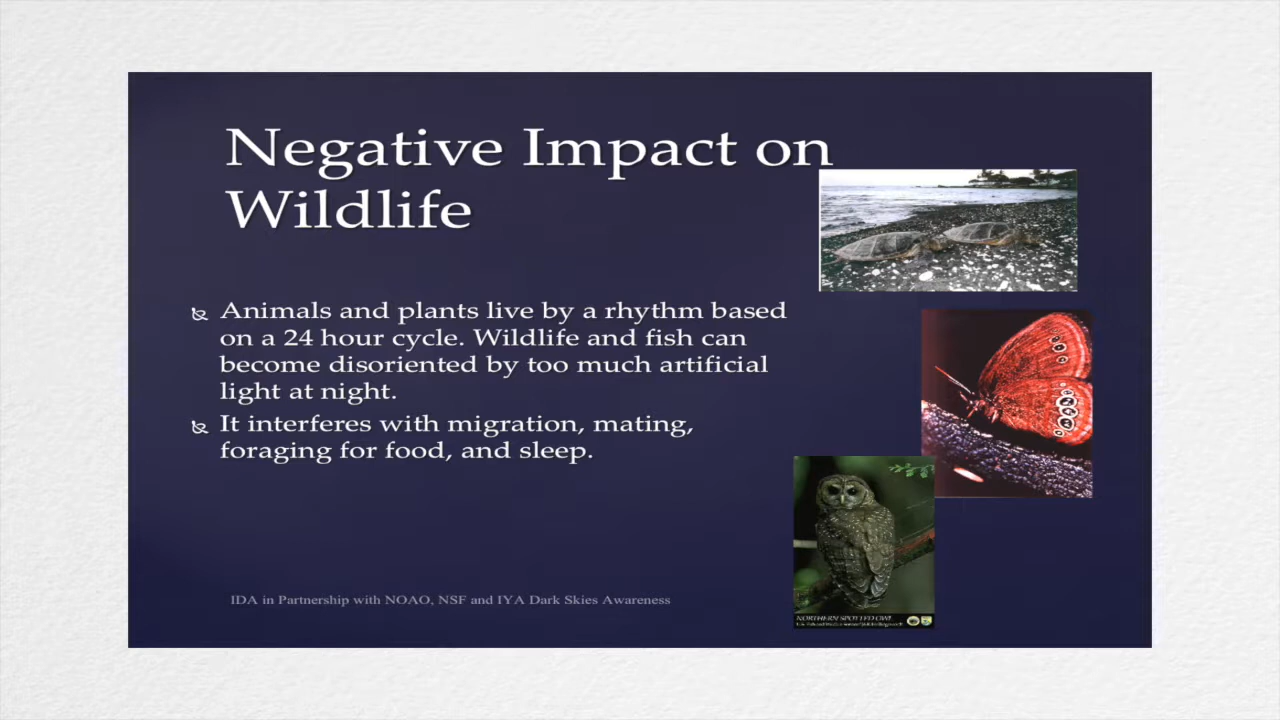 Negative Impact on
Wildlife
Animals and plants live by a rhythm based
on a 24 hour cycle. Wildlife and fish can
become disoriented by too much artificial
light at night.
It interferes with migration, mating,
foraging for food, and sleep.
IDA in Partnership with NOAO, NSF and IYA Dark Skies Awareness
NORTHERN SPOTTED OWL